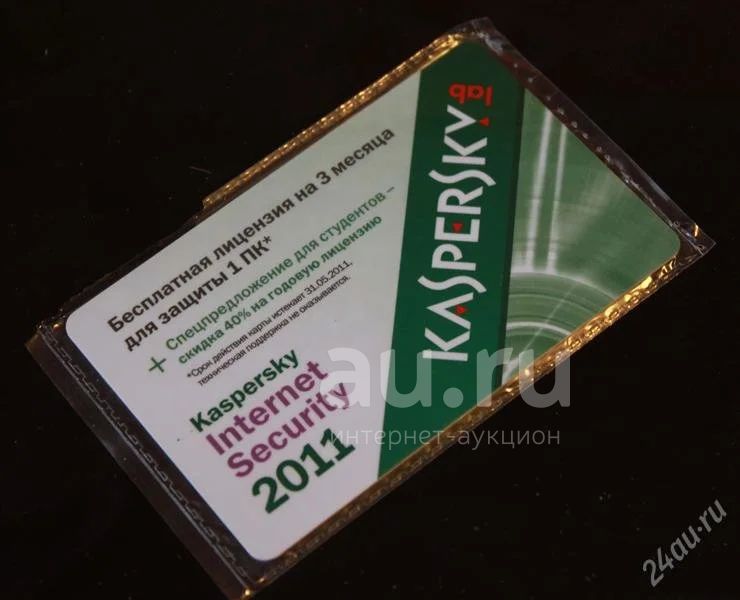 Бесплатная лицензия на 3 месяца
для защиты 1 ПК*
+ Спецпредложение для студентов –
скидка 40% на годовую лицензию
*Срок действия карты истекает 31.05.2011,
техническая поддержка не оказывается.
Kaspersky
Internet
Security
2011
KASPERSKY
lab
au.ru
интернет-аукцион
24au.ru